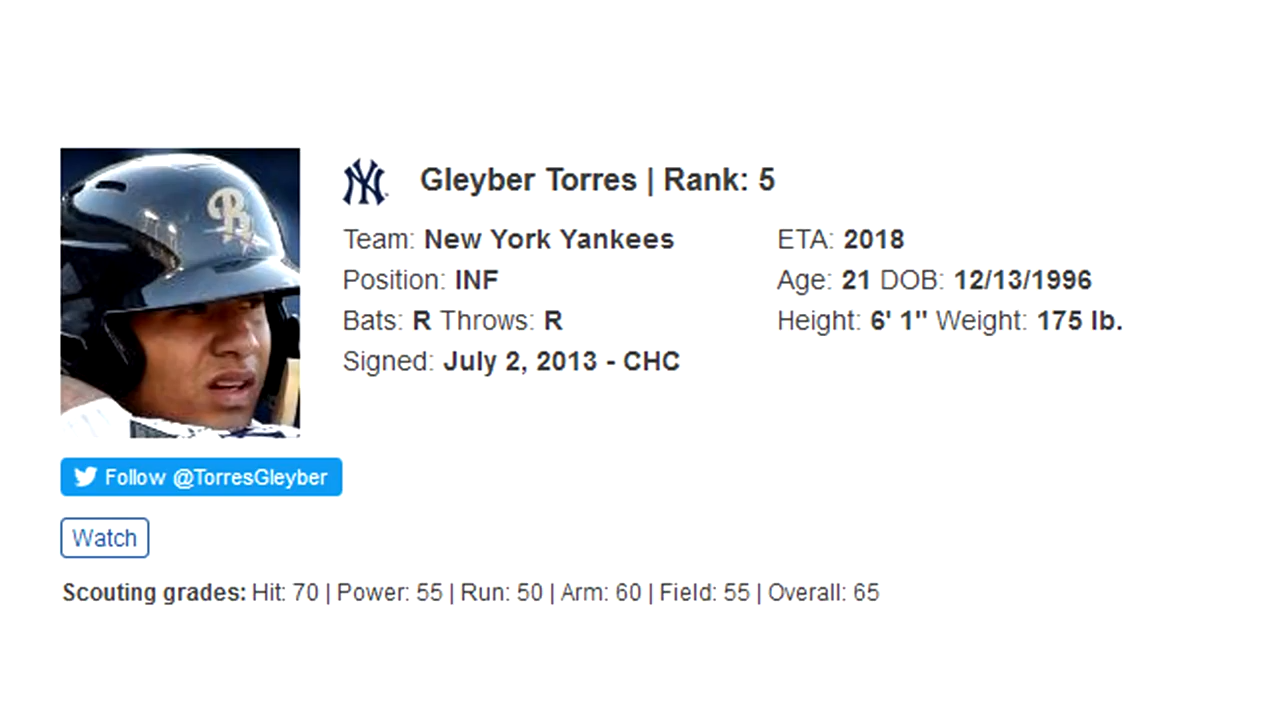 NY Gleyber Torres | Rank: 5
Team: New York Yankees ETA: 2018
Position: INF Age: 21 DOB: 12/13/1996
Bats: R Throws: R Height: 6' 1" Weight: 175 lb.
Signed: July 2, 2013 - CHC
R
Follow @TorresGleyber
Watch
Scouting grades: Hit: 70 | Power: 55 | Run: 50 | Arm: 60 | Field: 55 | Overall: 65